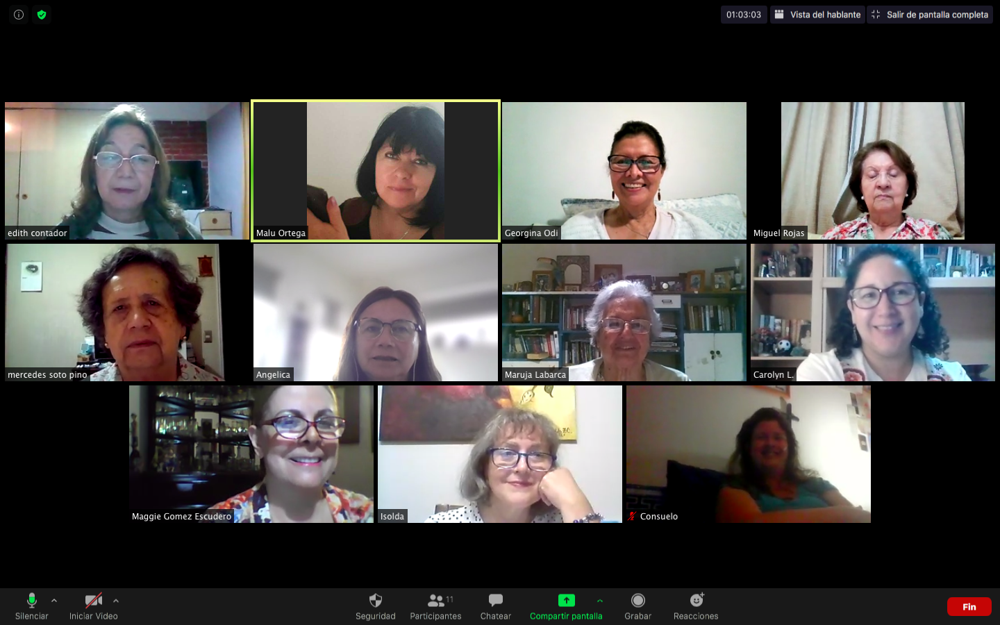 01:03:03
Vista del hablante
Salir de pantalla completa
edith contador
Malu Ortega
Georgina Odi
Miguel Rojas
mercedes soto pino
Angelica
Maruja Labarca
Carolyn L.
Maggie Gomez Escudero
Isolda
Consuelo
Silenciar
Iniciar Video
Seguridad
Participantes
11
Chatear
Compartir pantalla
Grabar
Reacciones
Fin